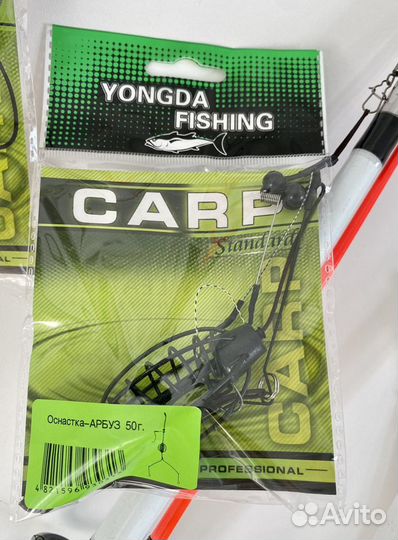 YONGDA
FISHING
CARP
Standard
CARP
Оснастка-АРБУЗ 50г.
PROFESSIONAL
Avito